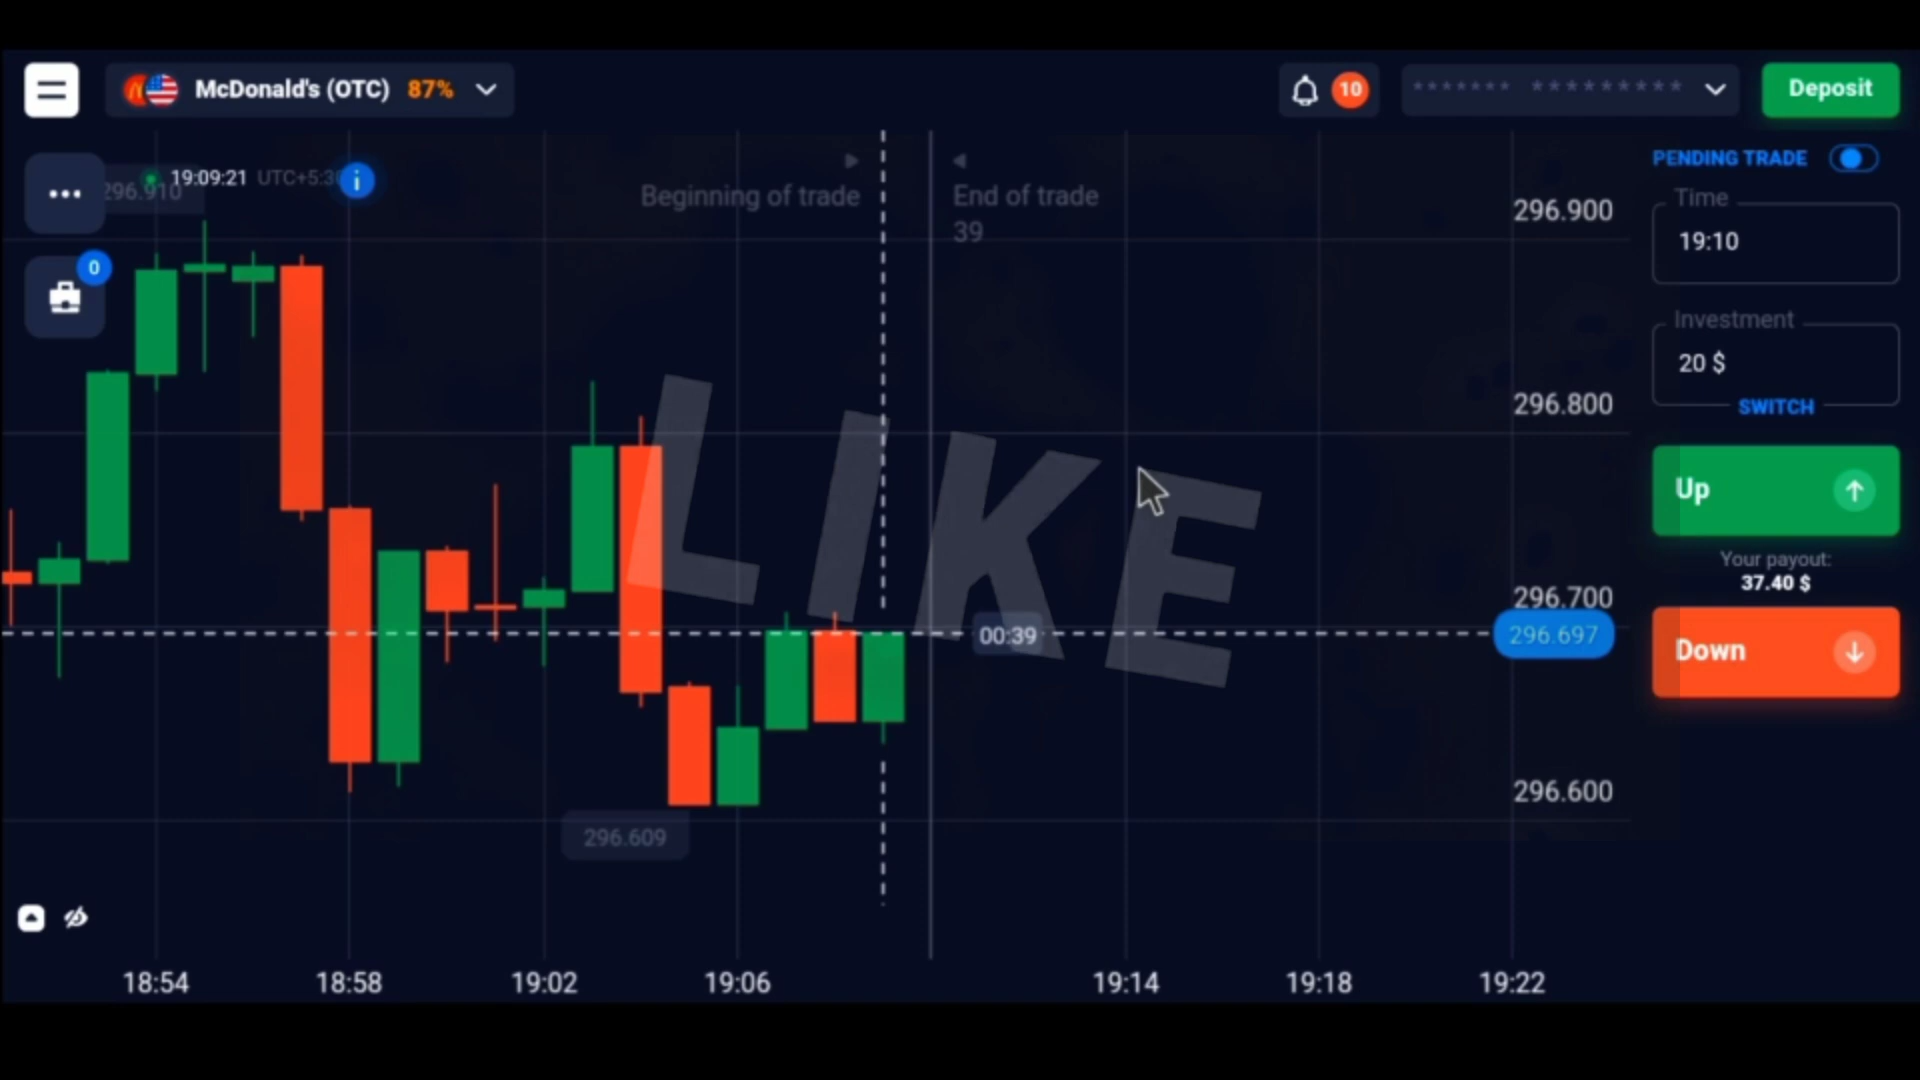 McDonald's (OTC) 87%
10
******* *********
Deposit
296.910
19:09:21 UTC+5:30
i
0
Beginning of trade
End of trade
39
PENDING TRADE
Time
19:10
Investment
20 $
SWITCH
Up
Your payout:
37.40 $
Down
296.900
296.800
296.700
296.697
296.600
00:39
296.609
LIKE
18:54
18:58
19:02
19:06
19:14
19:18
19:22